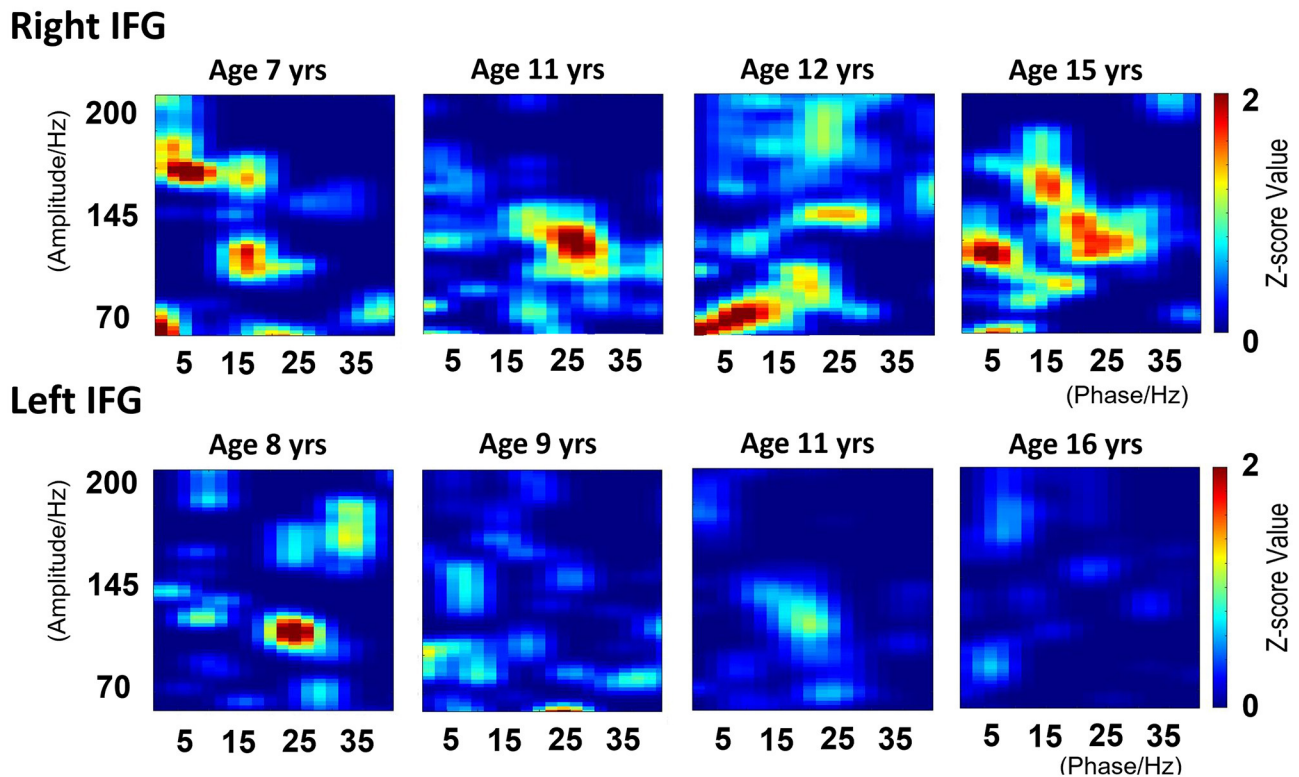 Right IFG
Age 7 yrs Age 11 yrs Age 12 yrs Age 15 yrs
(Amplitude/Hz)
200
145
70
2
Z-score Value
0
5 15 25 35 5 15 25 35 5 15 25 35 5 15 25 35
(Phase/Hz)
Left IFG
Age 8 yrs Age 9 yrs Age 11 yrs Age 16 yrs
(Amplitude/Hz)
200
145
70
2
Z-score Value
0
5 15 25 35 5 15 25 35 5 15 25 35 5 15 25 35
(Phase/Hz)